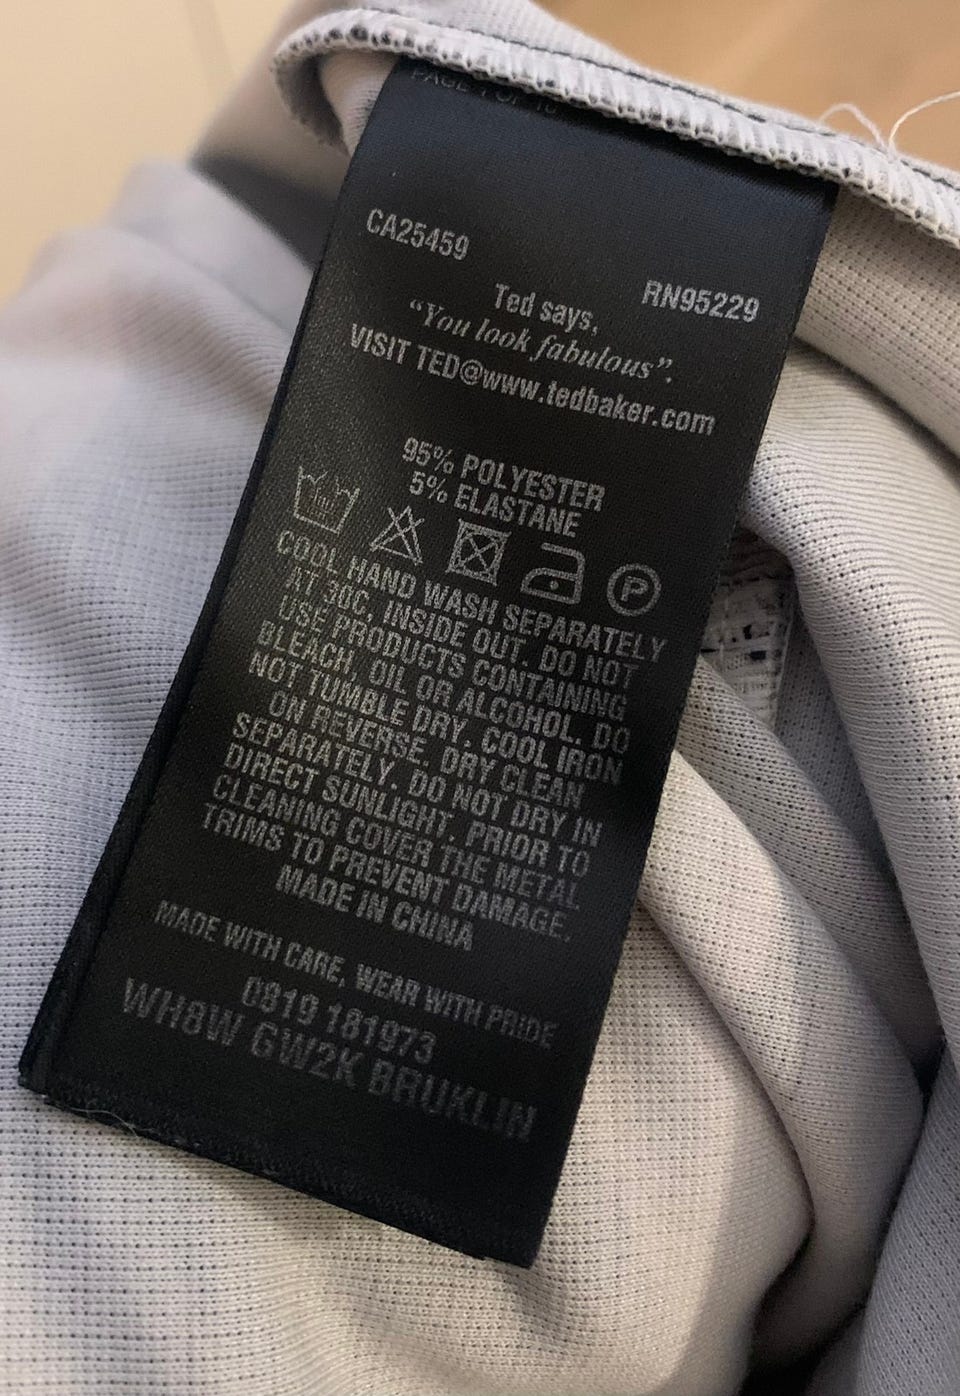 CA25459
RN95229
Ted says,
“You look fabulous”.
VISIT TED@www.tedbaker.com
95% POLYESTER
5% ELASTANE
P
COOL HAND WASH SEPARATELY
AT 30C, INSIDE OUT. DO NOT
USE PRODUCTS CONTAINING
BLEACH, OIL OR ALCOHOL. DO
NOT TUMBLE DRY. COOL IRON
ON REVERSE. DRY CLEAN
SEPARATELY. DO NOT DRY IN
DIRECT SUNLIGHT. PRIOR TO
CLEANING COVER THE METAL
TRIMS TO PREVENT DAMAGE.
MADE IN CHINA
MADE WITH CARE, WEAR WITH PRIDE
0819 181973
WH8W GW2K BRUKLIN